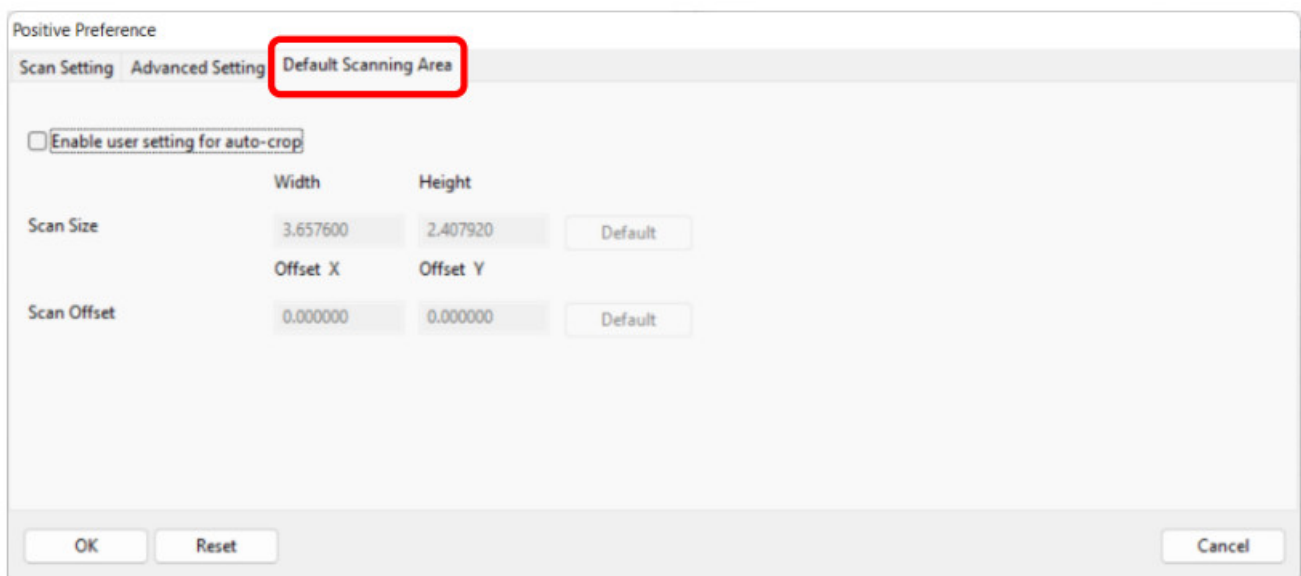 Positive Preference
Scan Setting Advanced Setting Default Scanning Area
Enable user setting for auto-crop
Width Height
Scan Size 3.657600 2.407920 Default
Offset X Offset Y
Scan Offset 0.000000 0.000000 Default
OK Reset Cancel